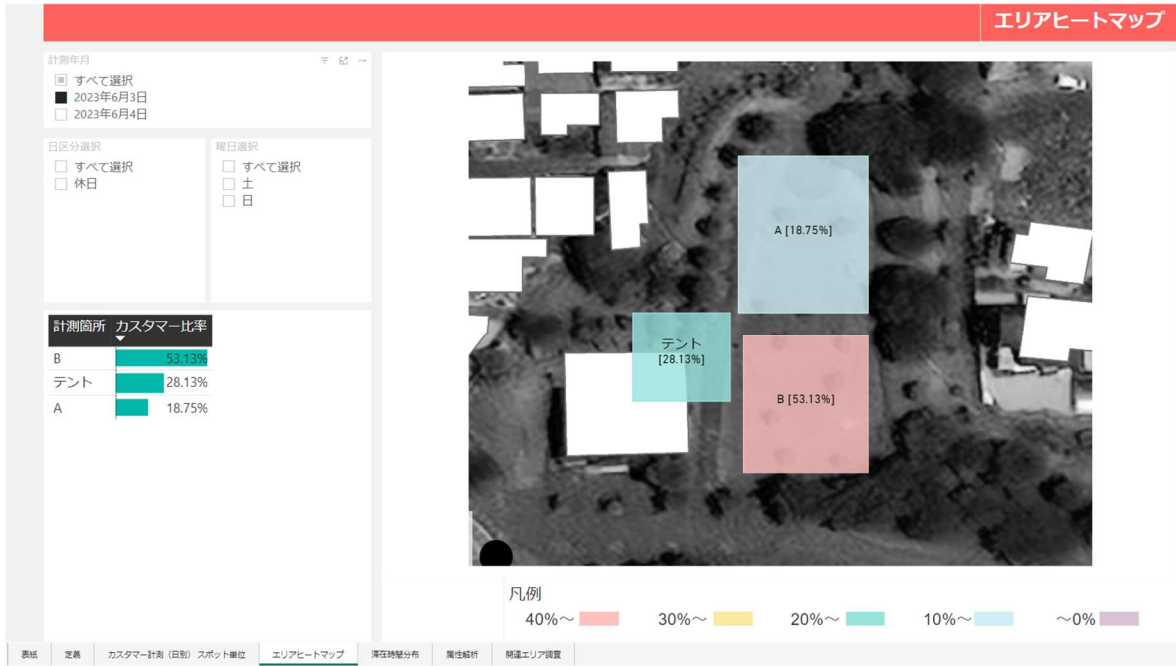 エリアヒートマップ
計測年月
すべて選択
2023年6月3日
2023年6月4日
日区分選択
すべて選択
休日
曜日選択
すべて選択
土
日
計測箇所 カスタマー比率
B 53.13%
テント 28.13%
A 18.75%
A [18.75%]
テント
[28.13%]
B [53.13%]
凡例
40%～ 30%～ 20%～ 10%～ ～0%
表紙 定義 カスタマー計測（日別）スポット単位 エリアヒートマップ 滞在時間分布 属性解析 関連エリア調査